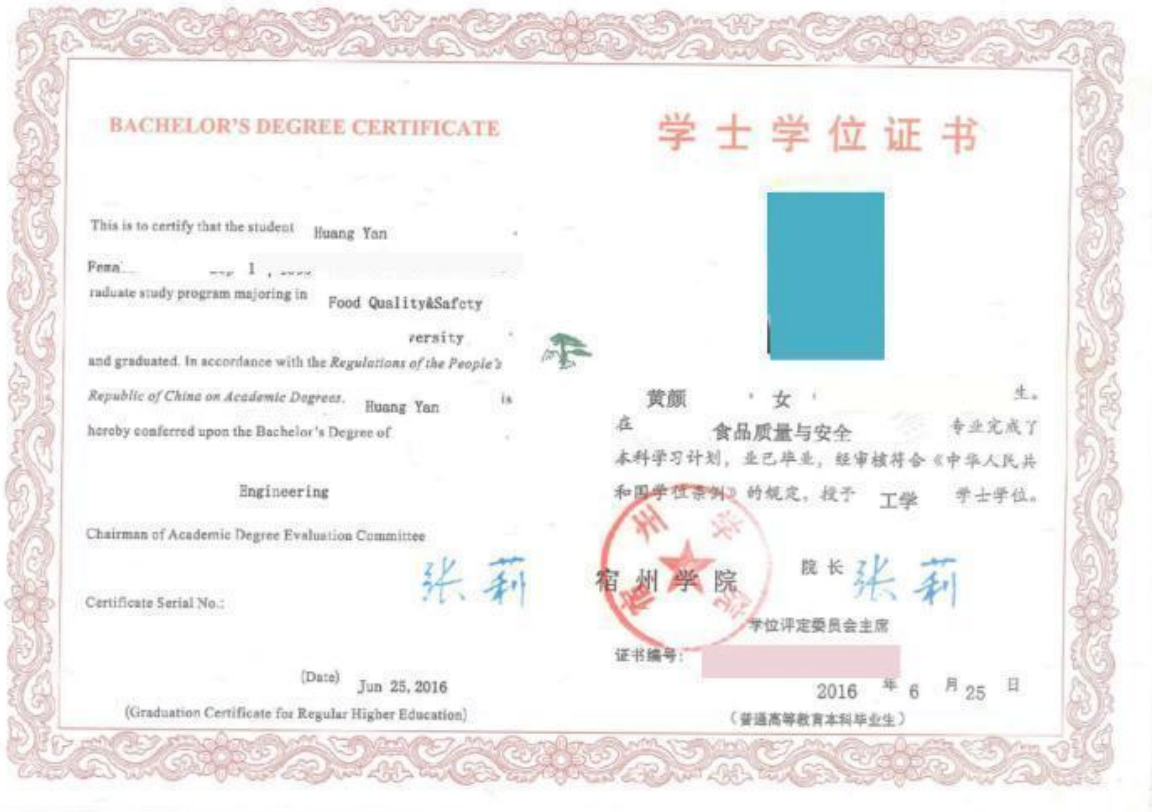 BACHELOR'S DEGREE CERTIFICATE
This is to certify that the student Huang Yan
1 ,
raduate study program majoring in Food Quality&Safety
versity
and graduated. In accordance with the Regulations of the People's
Republic of China on Academic Degrees. Huang Yan is
hereby conferred upon the Bachelor's Degree of
Engineering
Chairman of Academic Degree Evaluation Committee
张莉
Certificate Serial No.:
(Date) Jun 25, 2016
(Graduation Certificate for Regular Higher Education)
学士学位证书
黄颜 , 女 , 生。
在 食品质量与安全 专业完成了
本科学习计划，业已毕业，经审核符合《中华人民共
和国学位条例》的规定，授予 工学 学士学位。
宿州学院
宿州学院 院长 张莉
学位评定委员会主席
证书编号：
2016 年 6 月 25 日
（普通高等教育本科毕业生）